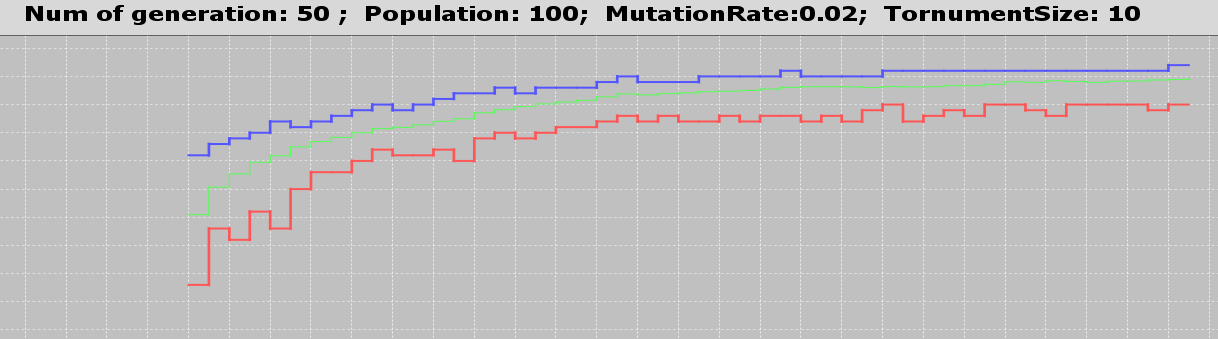 Num of generation: 50 ;  Population: 100;  MutationRate:0.02;  TornumentSize: 10